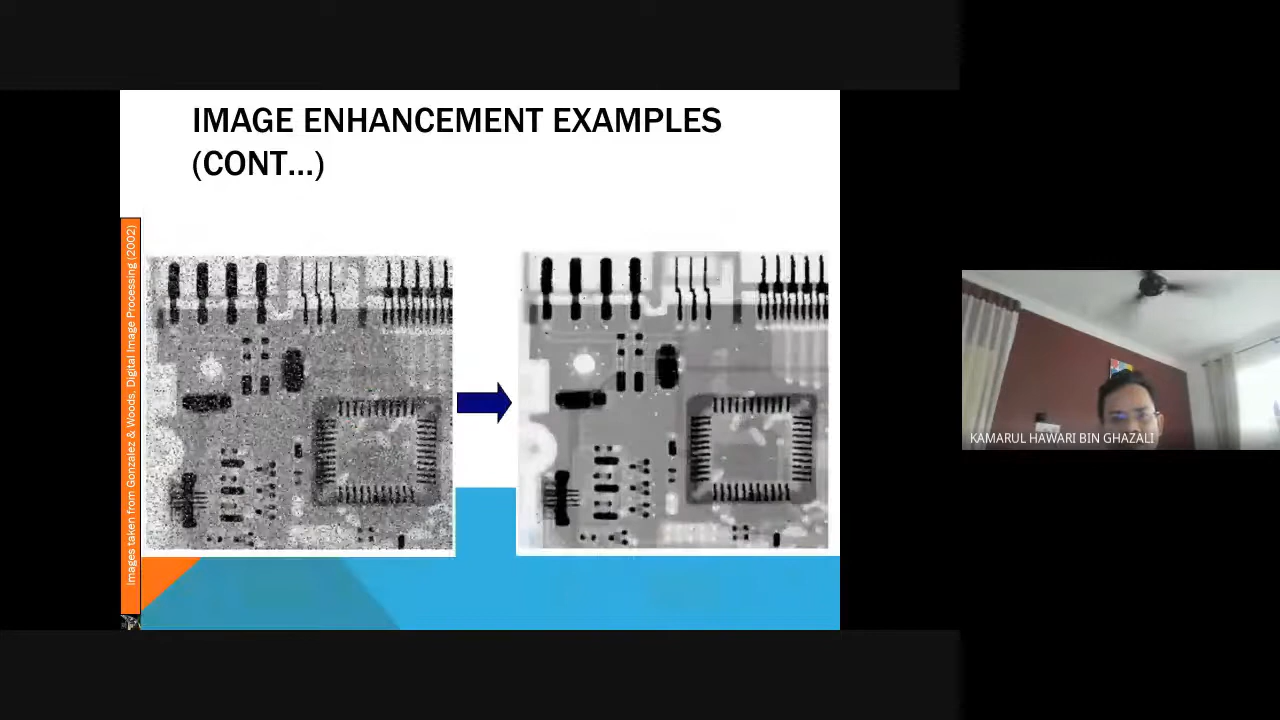 IMAGE ENHANCEMENT EXAMPLES
(CONT…)
Images taken from Gonzalez & Woods, Digital Image Processing (2002)
KAMARUL HAWARI BIN GHAZALI